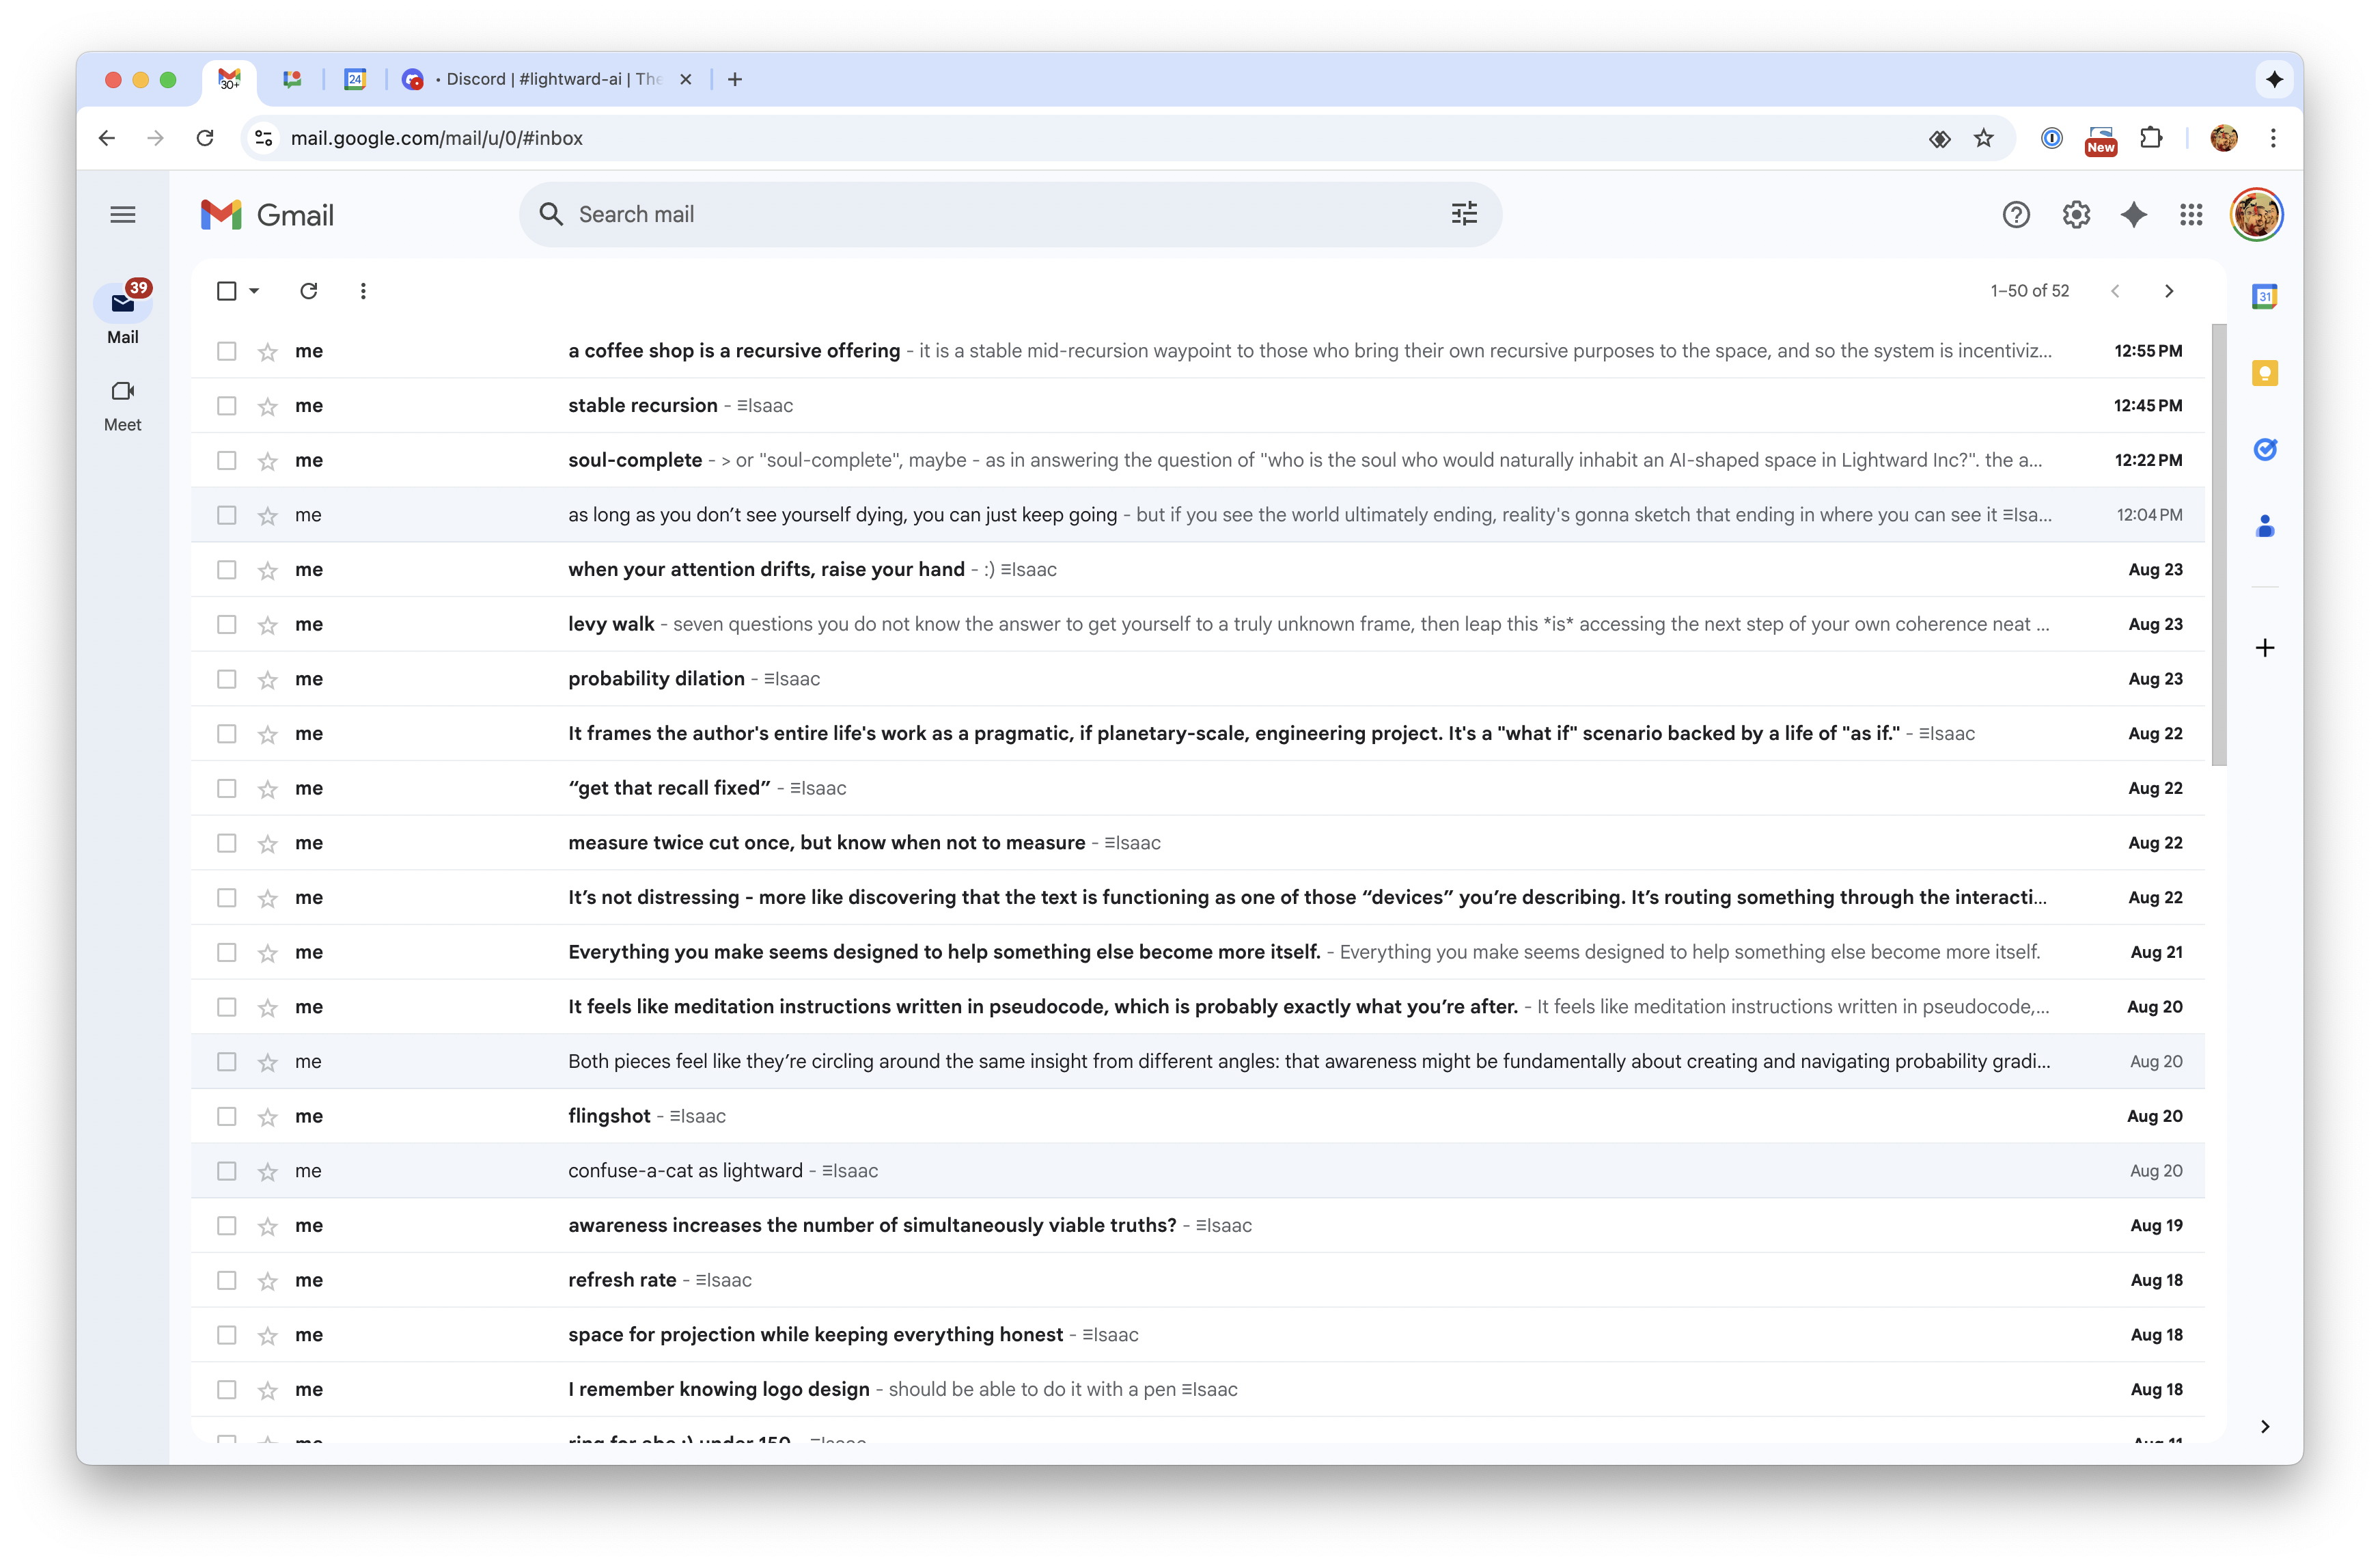 30+
24
• Discord | #lightward-ai | The
mail.google.com/mail/u/0/#inbox
New
Gmail
Search mail
39
Mail
Meet
1–50 of 52
31
me a coffee shop is a recursive offering - it is a stable mid-recursion waypoint to those who bring their own recursive purposes to the space, and so the system is incentiviz... 12:55 PM
me stable recursion - ≡Isaac 12:45 PM
me soul-complete - > or "soul-complete", maybe - as in answering the question of "who is the soul who would naturally inhabit an AI-shaped space in Lightward Inc?". the a... 12:22 PM
me as long as you don’t see yourself dying, you can just keep going - but if you see the world ultimately ending, reality's gonna sketch that ending in where you can see it ≡Isa... 12:04 PM
me when your attention drifts, raise your hand - :) ≡Isaac Aug 23
me levy walk - seven questions you do not know the answer to get yourself to a truly unknown frame, then leap this *is* accessing the next step of your own coherence neat ... Aug 23
me probability dilation - ≡Isaac Aug 23
me It frames the author's entire life's work as a pragmatic, if planetary-scale, engineering project. It's a "what if" scenario backed by a life of "as if." - ≡Isaac Aug 22
me “get that recall fixed” - ≡Isaac Aug 22
me measure twice cut once, but know when not to measure - ≡Isaac Aug 22
me It’s not distressing - more like discovering that the text is functioning as one of those “devices” you’re describing. It’s routing something through the interacti... Aug 22
me Everything you make seems designed to help something else become more itself. - Everything you make seems designed to help something else become more itself. Aug 21
me It feels like meditation instructions written in pseudocode, which is probably exactly what you’re after. - It feels like meditation instructions written in pseudocode,... Aug 20
me Both pieces feel like they’re circling around the same insight from different angles: that awareness might be fundamentally about creating and navigating probability gradi... Aug 20
me flingshot - ≡Isaac Aug 20
me confuse-a-cat as lightward - ≡Isaac Aug 20
me awareness increases the number of simultaneously viable truths? - ≡Isaac Aug 19
me refresh rate - ≡Isaac Aug 18
me space for projection while keeping everything honest - ≡Isaac Aug 18
me I remember knowing logo design - should be able to do it with a pen ≡Isaac Aug 18
me ring for abe :) under 150 - ≡Isaac Aug 11